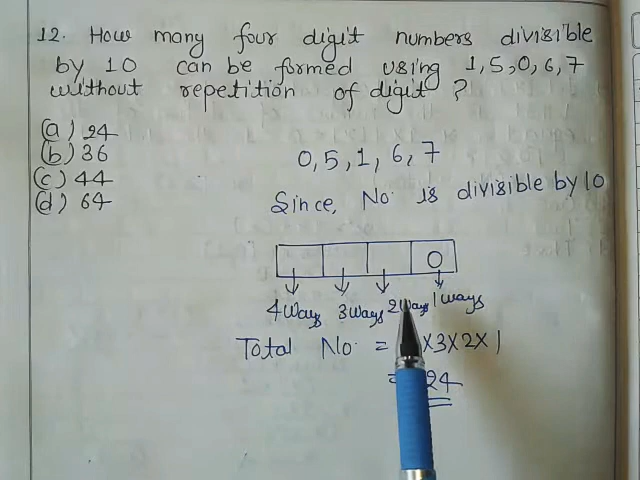 12. How many four digit numbers divisible
by 10 can be formed using 1,5,0,6,7
without repetition of digit ?
(a) 24
(b) 36
(c) 44
(d) 64
0,5,1,6,7
Since, No. is divisible by 10
0
4 Ways 3 Ways 2 Ways 1 Ways
Total No. = X3X2X1
= 24